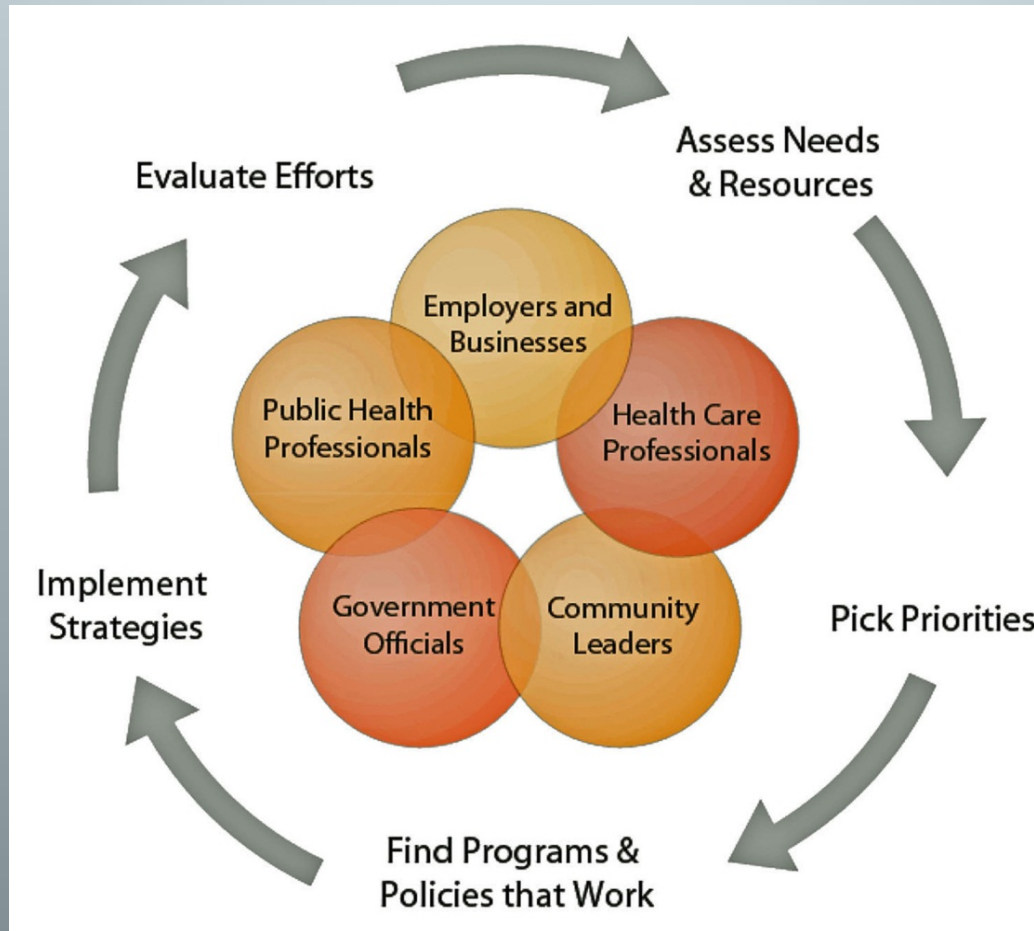 Evaluate Efforts
Assess Needs
& Resources
Employers and
Businesses
Public Health
Professionals
Health Care
Professionals
Implement
Strategies
Government
Officials
Community
Leaders
Pick Priorities
Find Programs &
Policies that Work